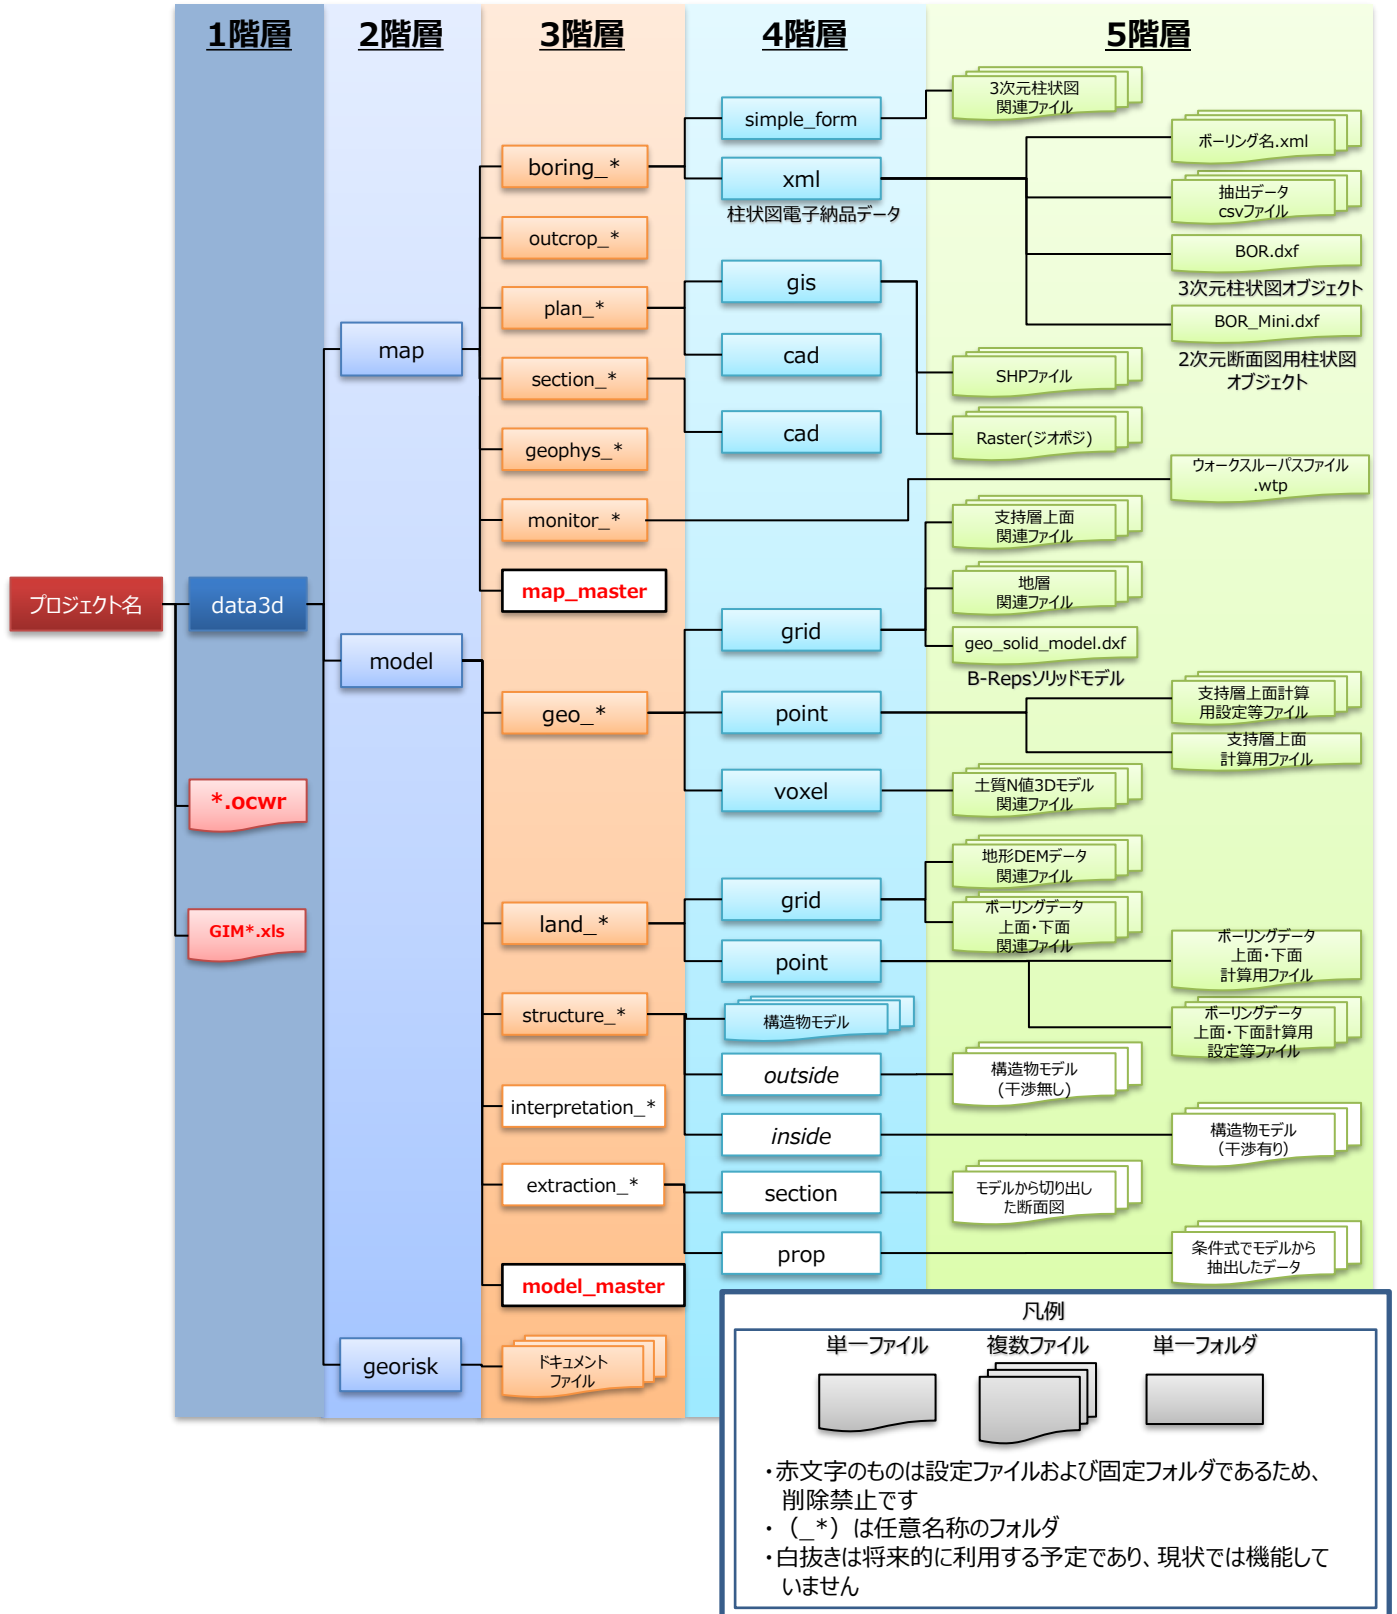 1階層
2階層
3階層
4階層
5階層
プロジェクト名
data3d
*.ocwr
GIM*.xls
map
model
georisk
boring_*
outcrop_*
plan_*
section_*
geophys_*
monitor_*
map_master
geo_*
land_*
structure_*
interpretation_*
extraction_*
model_master
ドキュメント
ファイル
simple_form
xml
柱状図電子納品データ
gis
cad
cad
grid
point
voxel
grid
point
構造物モデル
outside
inside
section
prop
3次元柱状図
関連ファイル
ボーリング名.xml
抽出データ
csvファイル
BOR.dxf
3次元柱状図オブジェクト
BOR_Mini.dxf
2次元断面図用柱状図
オブジェクト
SHPファイル
Raster(ジオポジ)
ウォークスルーパスファイル
.wtp
支持層上面
関連ファイル
地層
関連ファイル
geo_solid_model.dxf
B-Repsソリッドモデル
支持層上面計算
用設定等ファイル
支持層上面
計算用ファイル
土質N値3Dモデル
関連ファイル
地形DEMデータ
関連ファイル
ボーリングデータ
上面・下面
関連ファイル
ボーリングデータ
上面・下面
計算用ファイル
ボーリングデータ
上面・下面計算用
設定等ファイル
構造物モデル
(干渉無し)
構造物モデル
(干渉有り)
モデルから切り出し
た断面図
条件式でモデルから
抽出したデータ
凡例
単一ファイル
複数ファイル
単一フォルダ
・赤文字のものは設定ファイルおよび固定フォルダであるため、
削除禁止です
・（_*）は任意名称のフォルダ
・白抜きは将来的に利用する予定であり、現状では機能して
いません